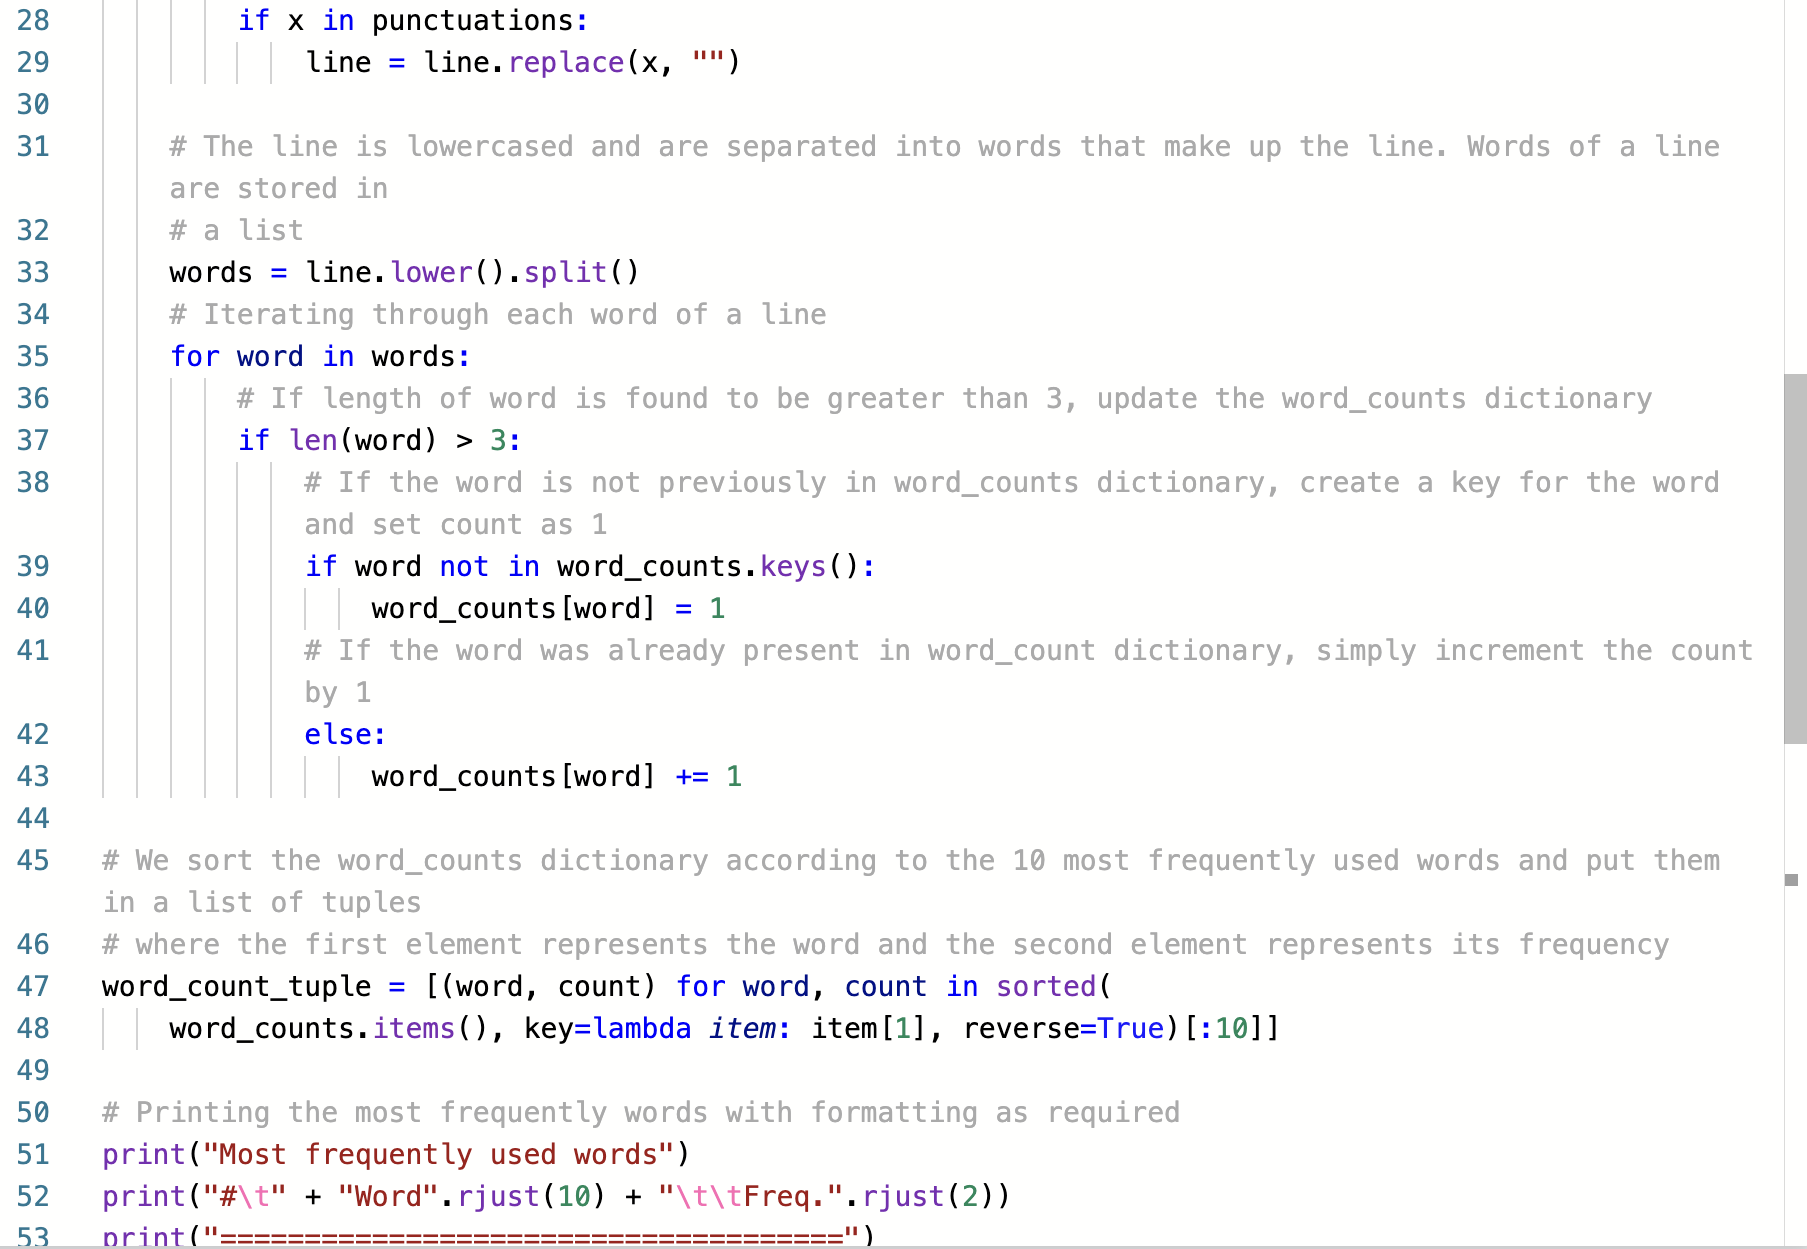 28 if x in punctuations:
29 line = line.replace(x, "")
30
31 # The line is lowercased and are separated into words that make up the line. Words of a line
are stored in
32 # a list
33 words = line.lower().split()
34 # Iterating through each word of a line
35 for word in words:
36 # If length of word is found to be greater than 3, update the word_counts dictionary
37 if len(word) > 3:
38 # If the word is not previously in word_counts dictionary, create a key for the word
and set count as 1
39 if word not in word_counts.keys():
40 word_counts[word] = 1
41 # If the word was already present in word_count dictionary, simply increment the count
by 1
42 else:
43 word_counts[word] += 1
44
45 # We sort the word_counts dictionary according to the 10 most frequently used words and put them
in a list of tuples
46 # where the first element represents the word and the second element represents its frequency
47 word_count_tuple = [(word, count) for word, count in sorted(
48 word_counts.items(), key=lambda item: item[1], reverse=True)[:10]]
49
50 # Printing the most frequently words with formatting as required
51 print("Most frequently used words")
52 print("#\t" + "Word".rjust(10) + "\t\tFreq.".rjust(2))
53 print("=====================================")